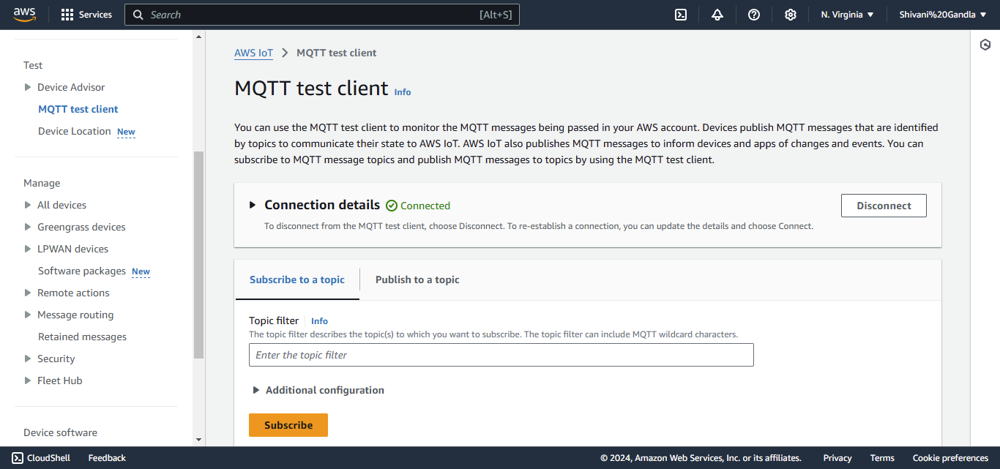 aws
Services
Search [Alt+S]
N. Virginia
Shivani%20Gandla
Test
Device Advisor
MQTT test client
Device Location New
Manage
All devices
Greengrass devices
LPWAN devices
Software packages New
Remote actions
Message routing
Retained messages
Security
Fleet Hub
Device software
AWS IoT > MQTT test client
MQTT test client Info
You can use the MQTT test client to monitor the MQTT messages being passed in your AWS account. Devices publish MQTT messages that are identified
by topics to communicate their state to AWS IoT. AWS IoT also publishes MQTT messages to inform devices and apps of changes and events. You can
subscribe to MQTT message topics and publish MQTT messages to topics by using the MQTT test client.
Connection details Connected
Disconnect
To disconnect from the MQTT test client, choose Disconnect. To re-establish a connection, you can update the details and choose Connect.
Subscribe to a topic
Publish to a topic
Topic filter Info
The topic filter describes the topic(s) to which you want to subscribe. The topic filter can include MQTT wildcard characters.
Enter the topic filter
Additional configuration
Subscribe
CloudShell
Feedback
© 2024, Amazon Web Services, Inc. or its affiliates.
Privacy
Terms
Cookie preferences